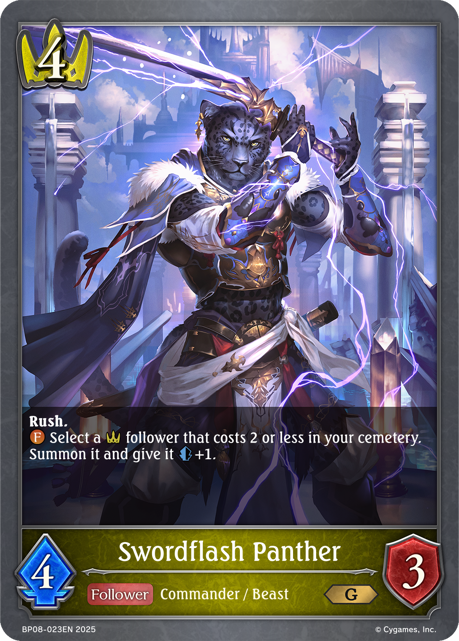 4
Rush.
F Select a follower that costs 2 or less in your cemetery.
Summon it and give it +1.
Swordflash Panther
4
Follower Commander / Beast G
3
BP08-023EN 2025 © Cygames, Inc.